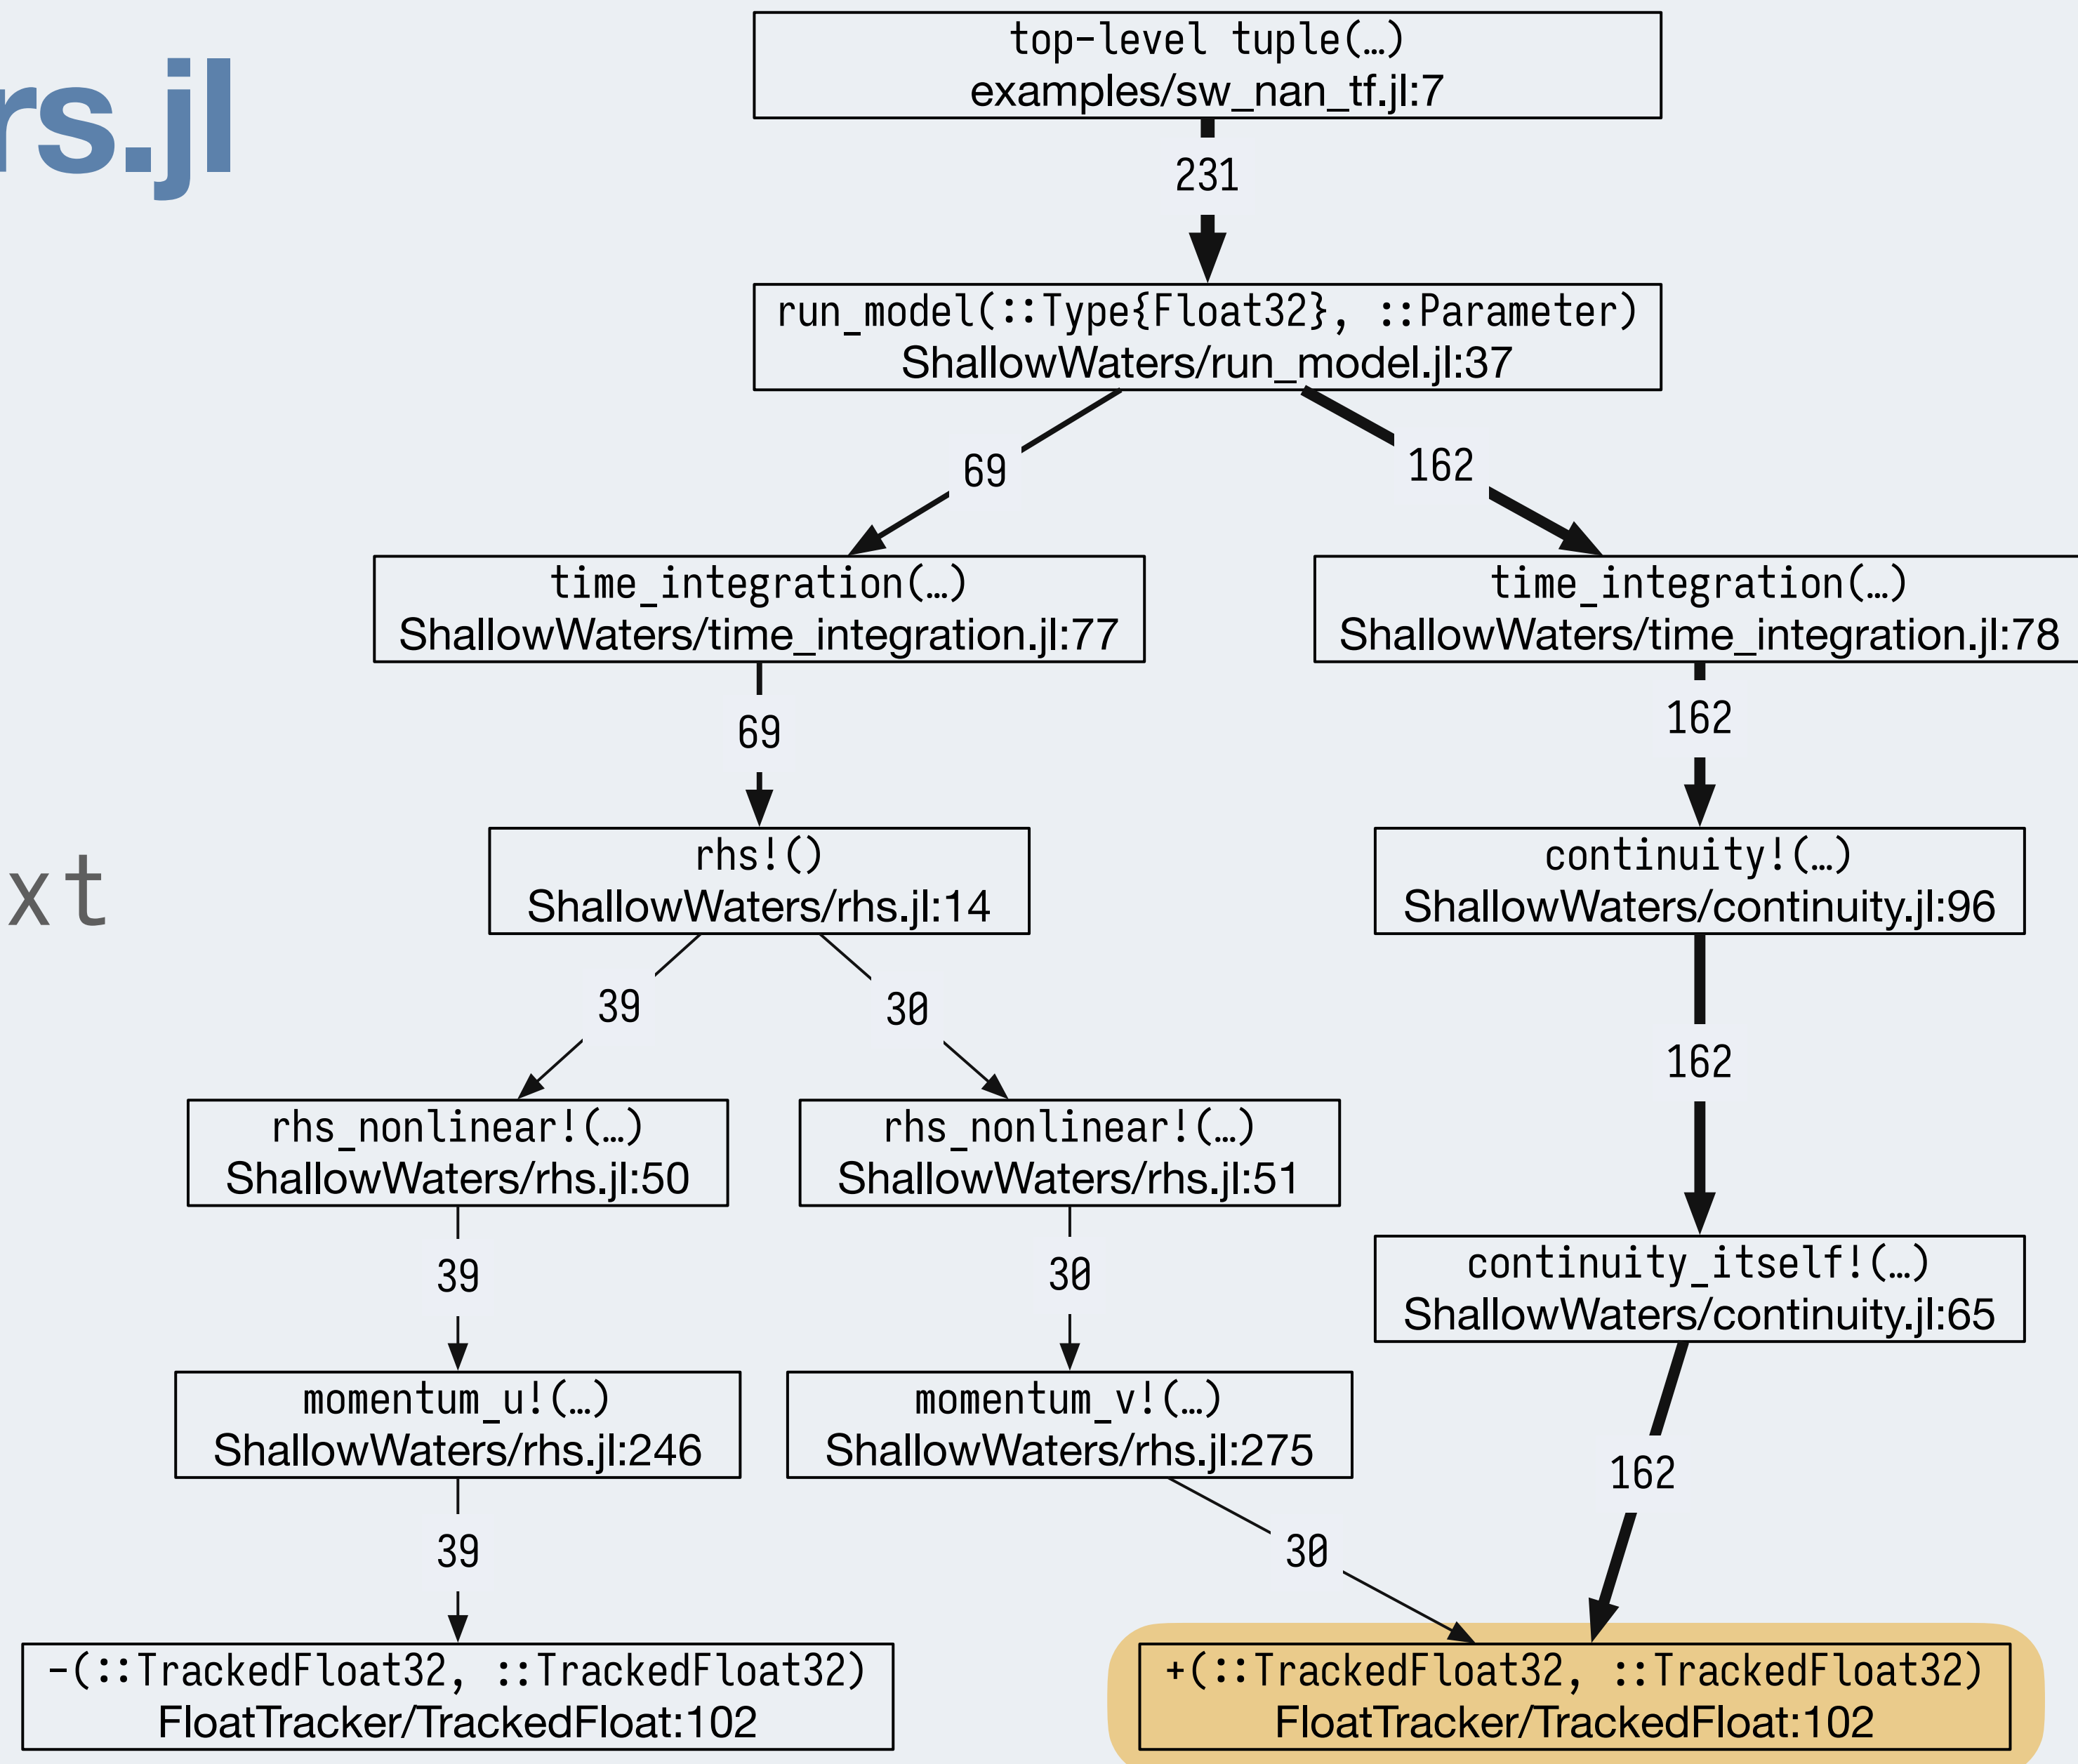 rs.jl
top-level tuple(…)
examples/sw_nan_tf.jl:7
231
run_model(::Type{Float32}, ::Parameter)
ShallowWaters/run_model.jl:37
69
162
time_integration(…)
ShallowWaters/time_integration.jl:77
time_integration(…)
ShallowWaters/time_integration.jl:78
69
162
rhs!()
ShallowWaters/rhs.jl:14
continuity!(…)
ShallowWaters/continuity.jl:96
xt
39
30
162
rhs_nonlinear!(…)
ShallowWaters/rhs.jl:50
rhs_nonlinear!(…)
ShallowWaters/rhs.jl:51
39
30
continuity_itself!(…)
ShallowWaters/continuity.jl:65
momentum_u!(…)
ShallowWaters/rhs.jl:246
momentum_v!(…)
ShallowWaters/rhs.jl:275
162
39
30
-(::TrackedFloat32, ::TrackedFloat32)
FloatTracker/TrackedFloat:102
+(::TrackedFloat32, ::TrackedFloat32)
FloatTracker/TrackedFloat:102